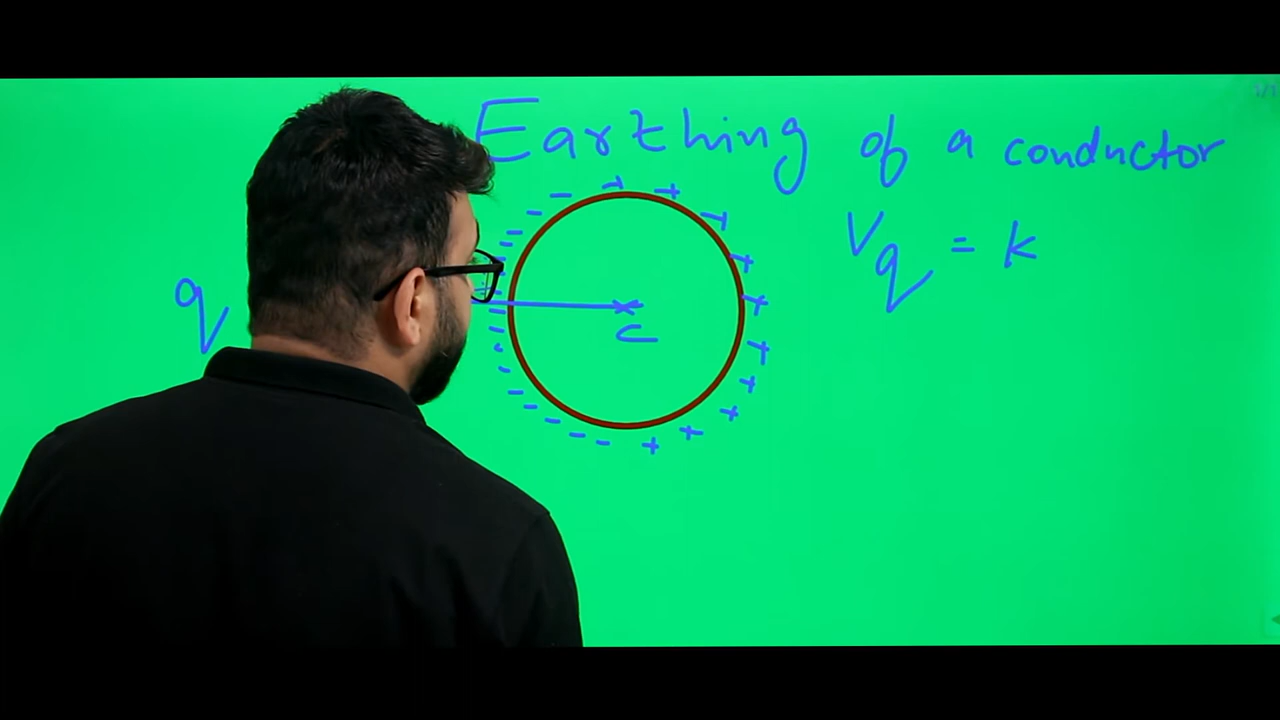 Earthing of a conductor
Vq = k
q
C